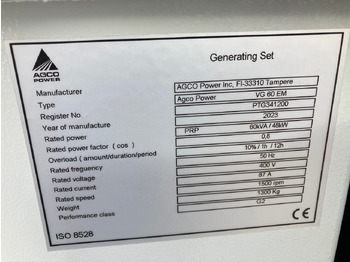 AGCO
POWER
Generating Set
Manufacturer AGCO Power Inc, FI-33310 Tampere
Type Agco Power VG 60 EM
Register No PTG341200
Year of manufacture 2023
Rated power PRP 60kVA / 48kW
Rated power factor (cos ) 0,8
Overload (amount/duration/period 10% / 1h / 12h
Rated frequency 50 Hz
Rated voltage 400 V
Rated current 87 A
Rated speed 1500 rpm
Weight 1300 Kg
Performance class G2
ISO 8528 CE